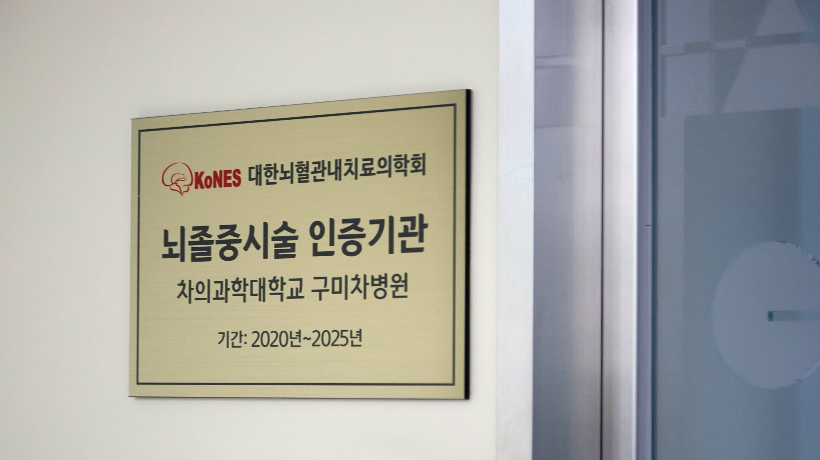 KoNES 대한뇌혈관내치료의학회
뇌졸중시술 인증기관
차의과학대학교 구미차병원
기간: 2020년~2025년